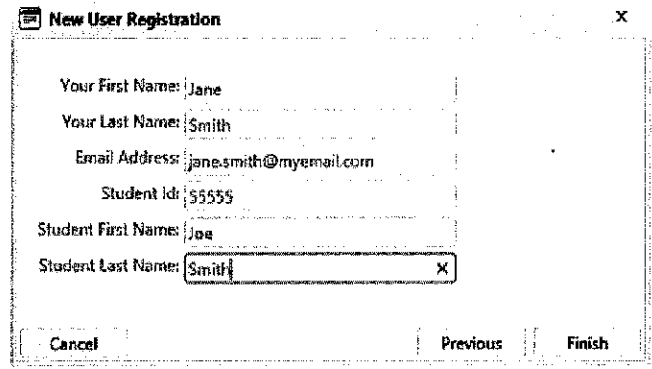 New User Registration x
Your First Name: Jane
Your Last Name: Smith
Email Address: jane.smith@myemail.com
Student Id: 55555
Student First Name: Joe
Student Last Name: Smith x
Cancel Previous Finish